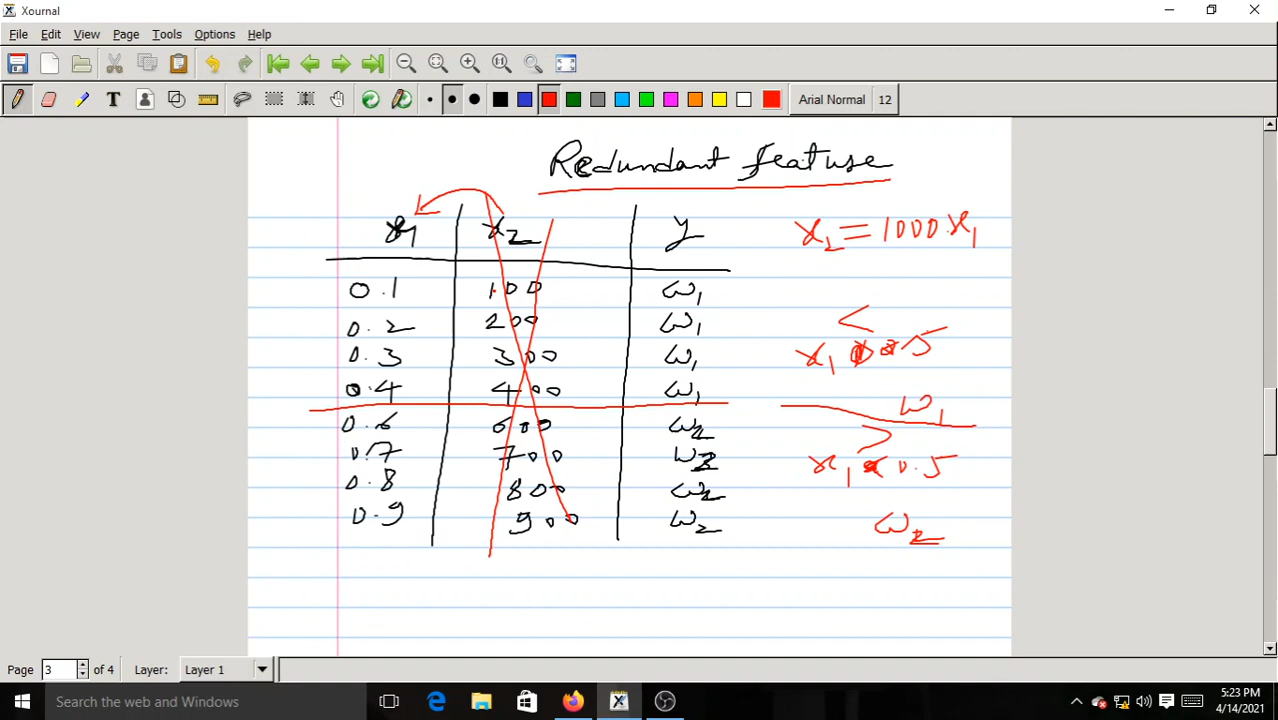 Xournal
File Edit View Page Tools Options Help
Arial Normal 12
Redundant feature
x1 x2 y
x2 = 1000 x1
0.1 100 ω1
0.2 200 ω1
0.3 300 ω1
0.4 400 ω1
0.6 600 ω2
0.7 700 ω2
0.8 800 ω2
0.9 900 ω2
x1 < 0.5
ω1
x1 > 0.5
ω2
Page 3 of 4 Layer: Layer 1
Search the web and Windows
5:23 PM
4/14/2021